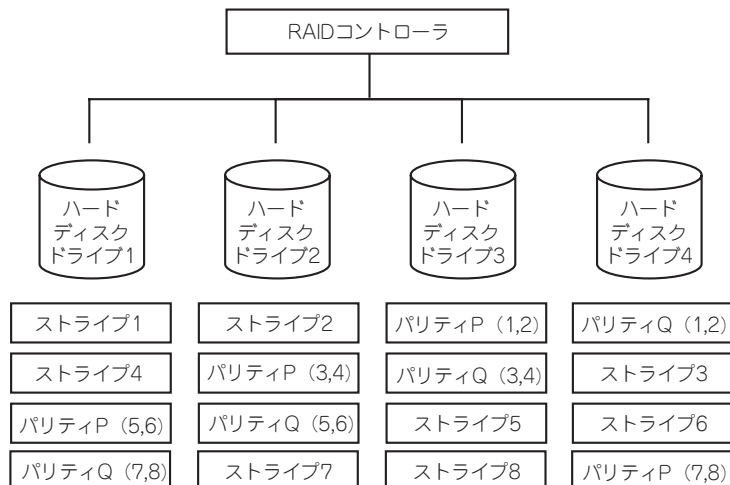 RAIDコントローラ
ハード
ディスク
ドライブ1
ハード
ディスク
ドライブ2
ハード
ディスク
ドライブ3
ハード
ディスク
ドライブ4
ストライプ1
ストライプ2
パリティP（1,2）
パリティQ（1,2）
ストライプ4
パリティP（3,4）
パリティQ（3,4）
ストライプ3
パリティP（5,6）
パリティQ（5,6）
ストライプ5
ストライプ6
パリティQ（7,8）
ストライプ7
ストライプ8
パリティP（7,8）